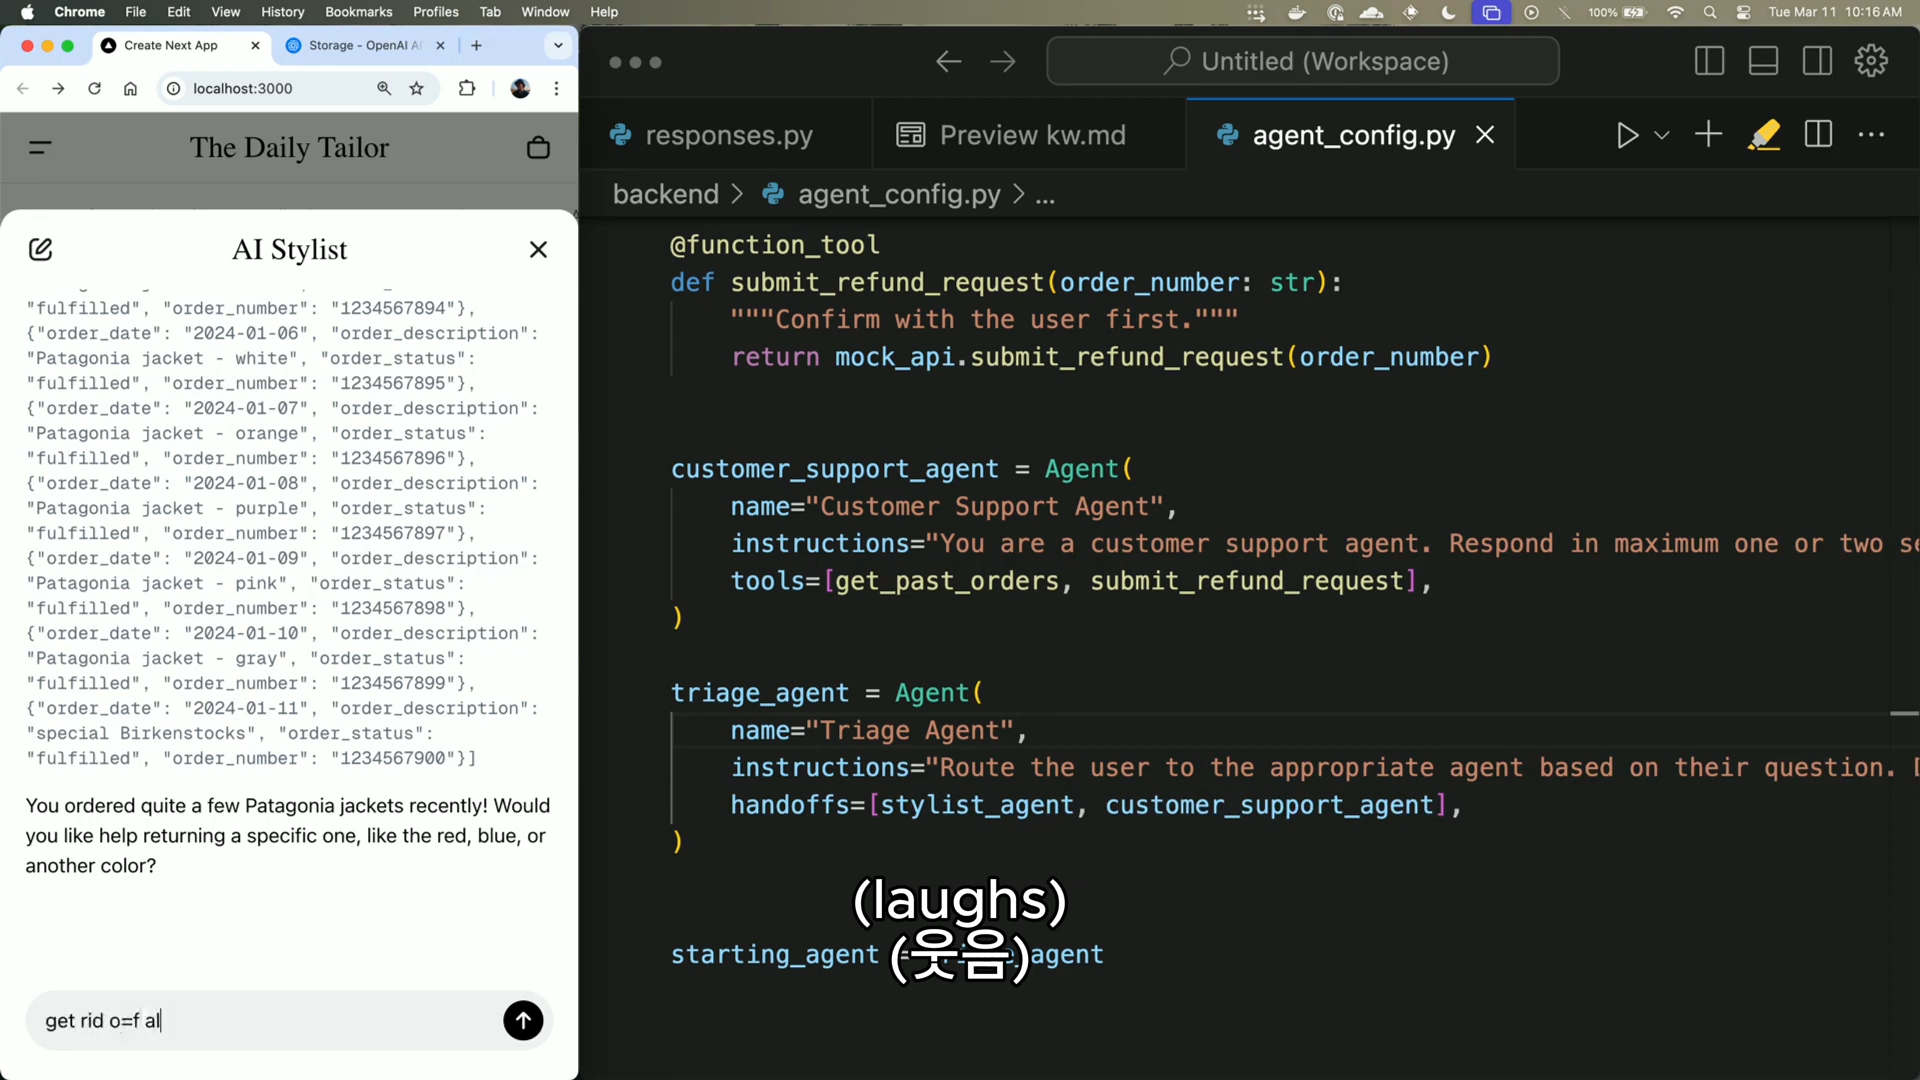 Chrome File Edit View History Bookmarks Profiles Tab Window Help
100% Tue Mar 11 10:16 AM
Create Next App
Storage - OpenAI
localhost:3000
The Daily Tailor
AI Stylist
"fulfilled", "order_number": "1234567894"},
{"order_date": "2024-01-06", "order_description":
"Patagonia jacket - white", "order_status":
"fulfilled", "order_number": "1234567895"},
{"order_date": "2024-01-07", "order_description":
"Patagonia jacket - orange", "order_status":
"fulfilled", "order_number": "1234567896"},
{"order_date": "2024-01-08", "order_description":
"Patagonia jacket - purple", "order_status":
"fulfilled", "order_number": "1234567897"},
{"order_date": "2024-01-09", "order_description":
"Patagonia jacket - pink", "order_status":
"fulfilled", "order_number": "1234567898"},
{"order_date": "2024-01-10", "order_description":
"Patagonia jacket - gray", "order_status":
"fulfilled", "order_number": "1234567899"},
{"order_date": "2024-01-11", "order_description":
"special Birkenstocks", "order_status":
"fulfilled", "order_number": "1234567900"}]
You ordered quite a few Patagonia jackets recently! Would
you like help returning a specific one, like the red, blue, or
another color?
get rid o=f al
Untitled (Workspace)
responses.py
Preview kw.md
agent_config.py
backend > agent_config.py > ...
@function_tool
def submit_refund_request(order_number: str):
"""Confirm with the user first."""
return mock_api.submit_refund_request(order_number)
customer_support_agent = Agent(
name="Customer Support Agent",
instructions="You are a customer support agent. Respond in maximum one or two
tools=[get_past_orders, submit_refund_request],
)
triage_agent = Agent(
name="Triage Agent",
instructions="Route the user to the appropriate agent based on their question.
handoffs=[stylist_agent, customer_support_agent],
)
starting_agent agent
(laughs)
(웃음)